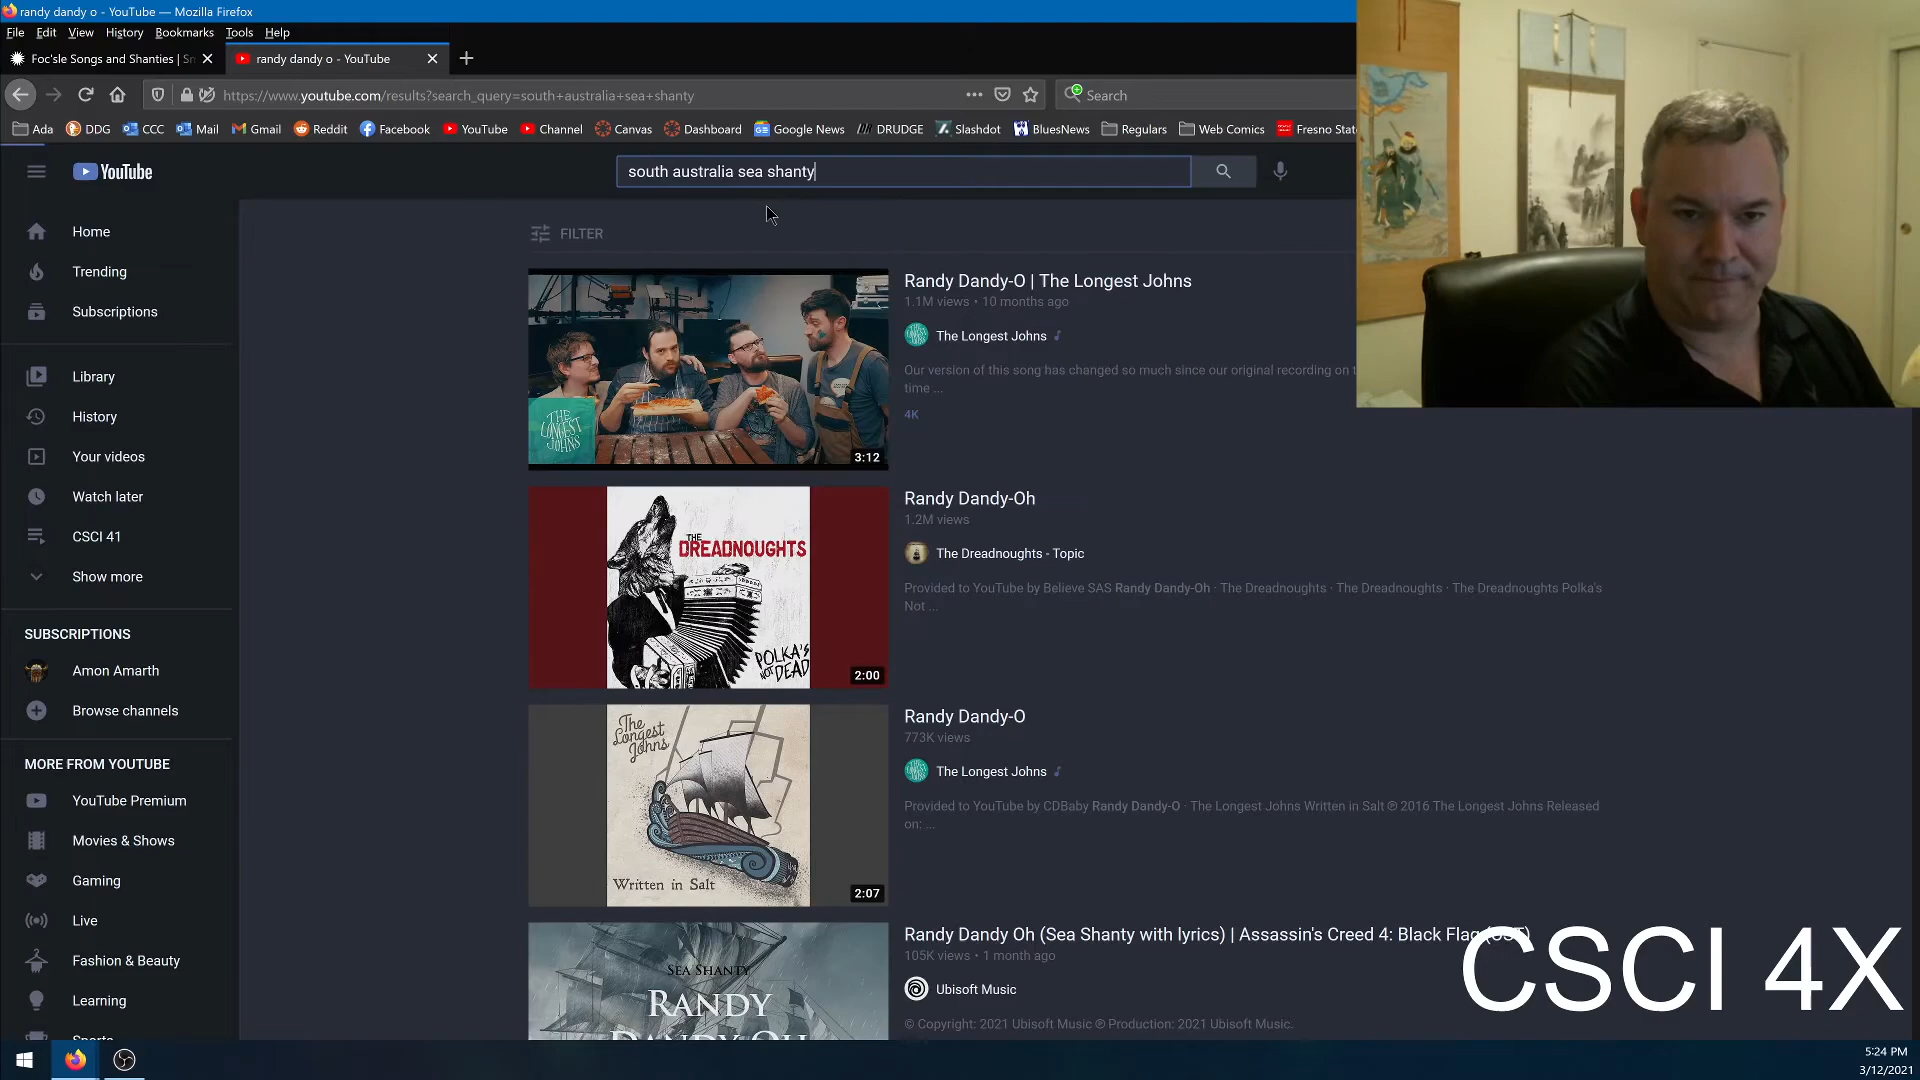 randy dandy o - YouTube — Mozilla Firefox
File Edit View History Bookmarks Tools Help
Foc'sle Songs and Shanties | Sm
randy dandy o - YouTube
https://www.youtube.com/results?search_query=south+australia+sea+shanty
Search
Ada DDG CCC Mail Gmail Reddit Facebook YouTube Channel Canvas Dashboard Google News DRUDGE Slashdot BluesNews Regulars Web Comics Fresno Stat
YouTube
south australia sea shanty
Home
Trending
Subscriptions
Library
History
Your videos
Watch later
CSCI 41
Show more
SUBSCRIPTIONS
Amon Amarth
Browse channels
MORE FROM YOUTUBE
YouTube Premium
Movies & Shows
Gaming
Live
Fashion & Beauty
Learning
Sports
FILTER
THE LONGEST JOHNS
3:12
Randy Dandy-O | The Longest Johns
1.1M views • 10 months ago
The Longest Johns
Our version of this song has changed so much since our original recording on t
time ...
4K
THE DREADNOUGHTS
POLKA'S NOT DEAD
2:00
Randy Dandy-Oh
1.2M views
The Dreadnoughts - Topic
Provided to YouTube by Believe SAS Randy Dandy-Oh · The Dreadnoughts · The Dreadnoughts · The Dreadnoughts Polka's
Not ...
The Longest Johns
Written in Salt
2:07
Randy Dandy-O
773K views
The Longest Johns
Provided to YouTube by CDBaby Randy Dandy-O · The Longest Johns Written in Salt ℗ 2016 The Longest Johns Released
on: ...
SEA SHANTY
RANDY
DANDY OH
Randy Dandy Oh (Sea Shanty with lyrics) | Assassin's Creed 4: Black Flag (OST)
105K views • 1 month ago
Ubisoft Music
© Copyright: 2021 Ubisoft Music ℗ Production: 2021 Ubisoft Music.
CSCI 4X
5:24 PM
3/12/2021